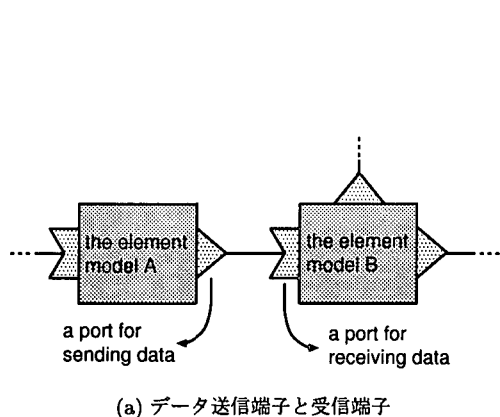 the element
model A
the element
model B
a port for
sending data
a port for
receiving data
(a) データ送信端子と受信端子